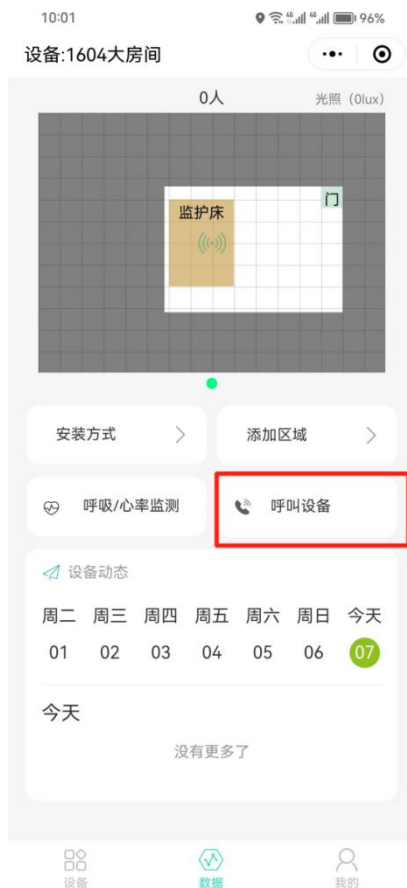 10:01
96%
设备:1604大房间
0人
光照（0lux）
监护床
门
安装方式
添加区域
呼吸/心率监测
呼叫设备
设备动态
周二 周三 周四 周五 周六 周日 今天
01 02 03 04 05 06 07
今天
没有更多了
设备
数据
我的